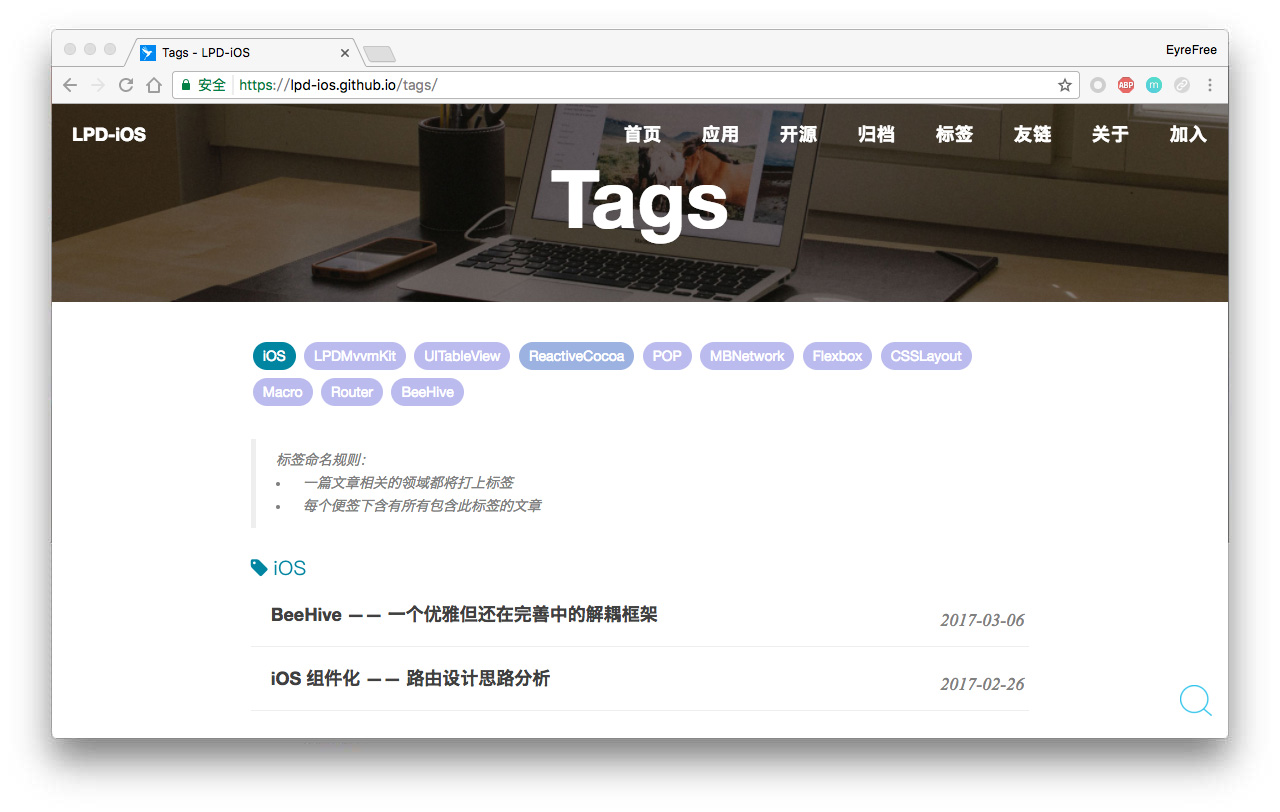 Tags - LPD-iOS
EyreFree
安全 https://lpd-ios.github.io/tags/
ABP
m
LPD-iOS 首页 应用 开源 归档 标签 友链 关于 加入
Tags
iOS LPDMvvmKit UITableView ReactiveCocoa POP MBNetwork Flexbox CSSLayout
Macro Router BeeHive
标签命名规则：
• 一篇文章相关的领域都将打上标签
• 每个便签下含有所有包含此标签的文章
iOS
BeeHive —— 一个优雅但还在完善中的解耦框架 2017-03-06
iOS 组件化 —— 路由设计思路分析 2017-02-26